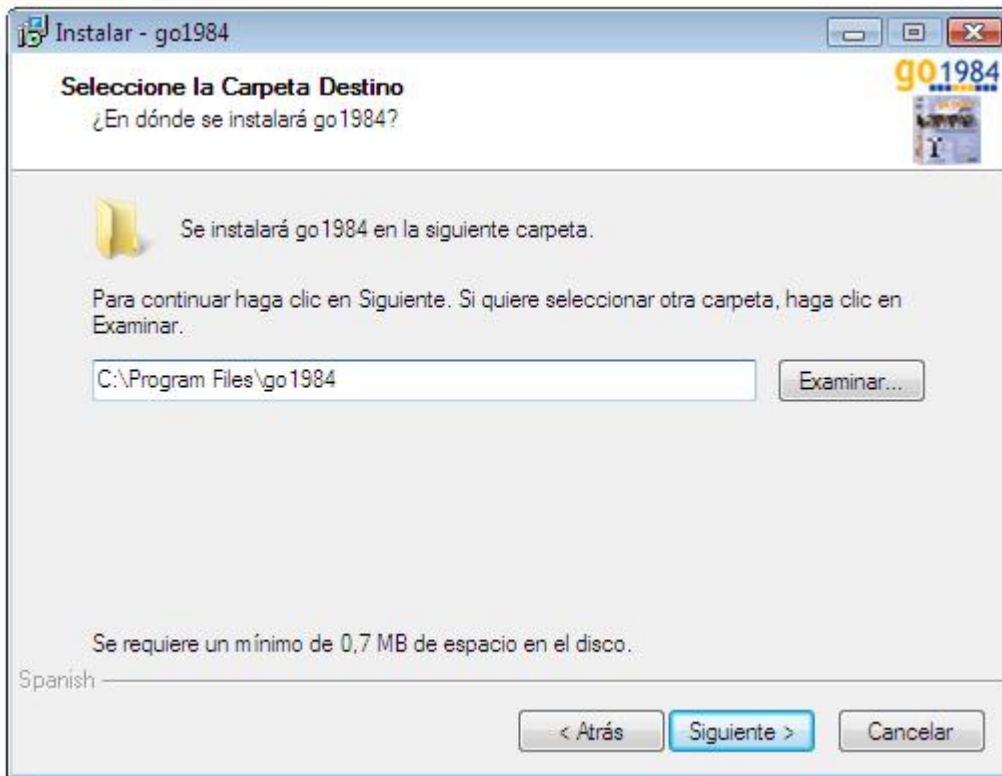 Instalar - go1984
Seleccione la Carpeta Destino
¿En dónde se instalará go1984?
go1984
Se instalará go1984 en la siguiente carpeta.
Para continuar haga clic en Siguiente. Si quiere seleccionar otra carpeta, haga clic en
Examinar.
C:\Program Files\go1984
Examinar...
Se requiere un mínimo de 0,7 MB de espacio en el disco.
Spanish
< Atrás
Siguiente >
Cancelar